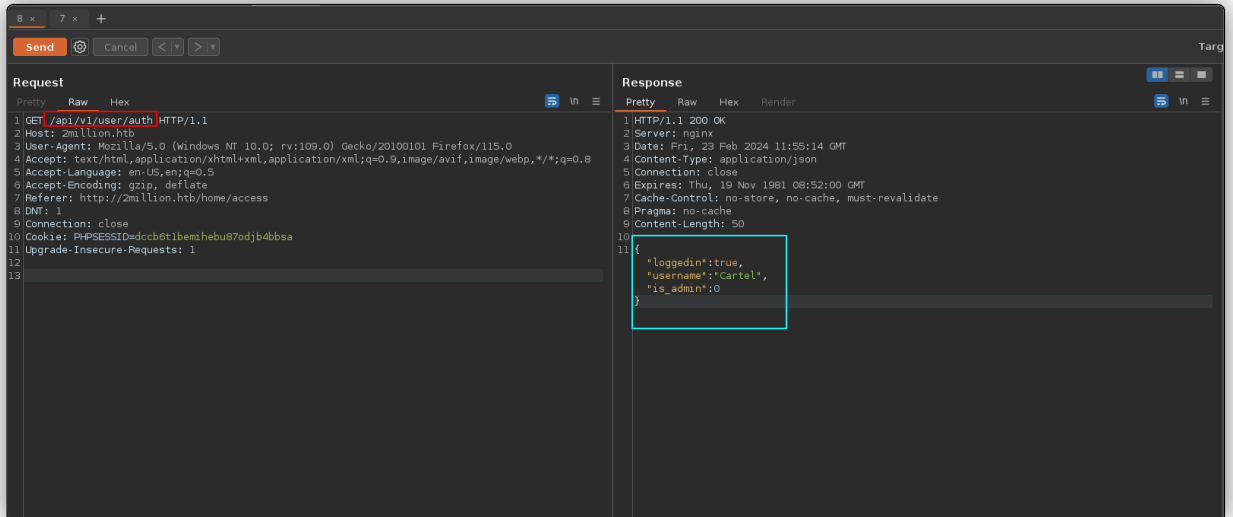 8 × 7 × +
Send Cancel < > Targ
Request
Pretty Raw Hex \n
1 GET /api/v1/user/auth HTTP/1.1
2 Host: 2million.htb
3 User-Agent: Mozilla/5.0 (Windows NT 10.0; rv:109.0) Gecko/20100101 Firefox/115.0
4 Accept: text/html,application/xhtml+xml,application/xml;q=0.9,image/avif,image/webp,*/*;q=0.8
5 Accept-Language: en-US,en;q=0.5
6 Accept-Encoding: gzip, deflate
7 Referer: http://2million.htb/home/access
8 DNT: 1
9 Connection: close
10 Cookie: PHPSESSID=dccb6t1bemihebu87odjb4bbsa
11 Upgrade-Insecure-Requests: 1
12
13
Response
Pretty Raw Hex Render \n
1 HTTP/1.1 200 OK
2 Server: nginx
3 Date: Fri, 23 Feb 2024 11:55:14 GMT
4 Content-Type: application/json
5 Connection: close
6 Expires: Thu, 19 Nov 1981 08:52:00 GMT
7 Cache-Control: no-store, no-cache, must-revalidate
8 Pragma: no-cache
9 Content-Length: 50
10
11 {
"loggedin":true,
"username":"Cartel",
"is_admin":0
}